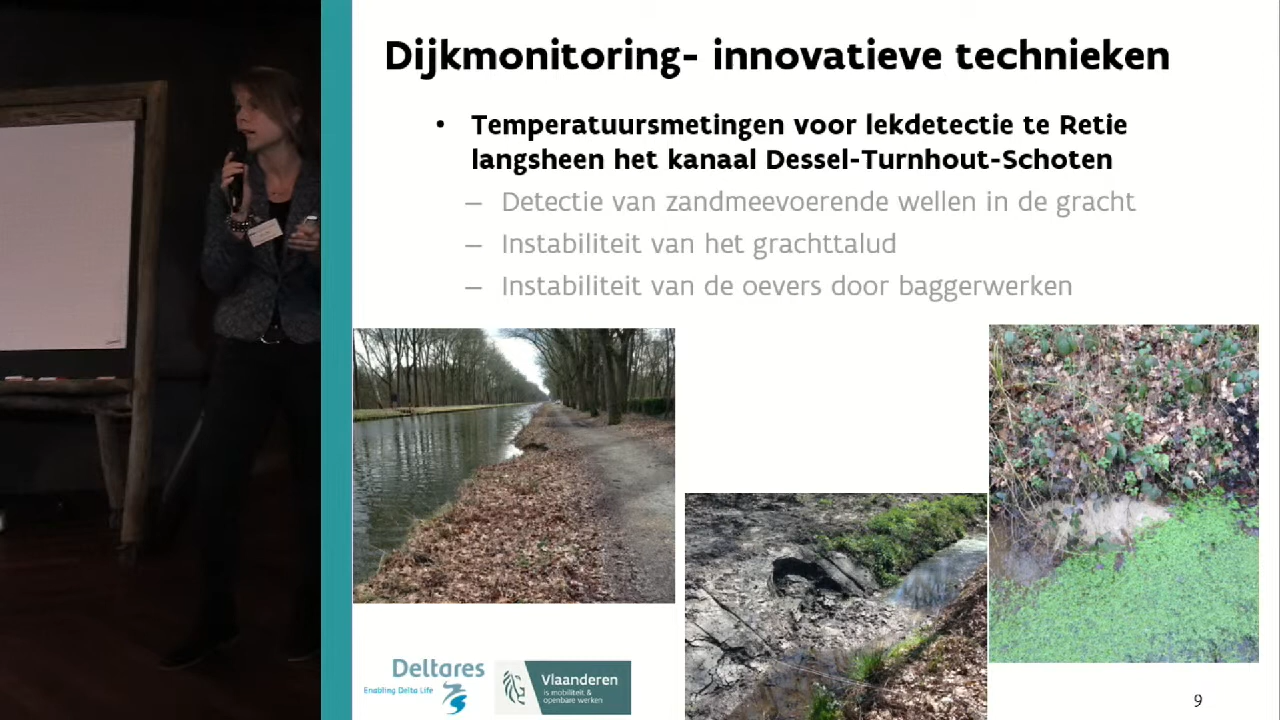 Dijkmonitoring- innovatieve technieken
• Temperatuursmetingen voor lekdetectie te Retie
langsheen het kanaal Dessel-Turnhout-Schoten
– Detectie van zandmeevoerende wellen in de gracht
– Instabiliteit van het grachttalud
– Instabiliteit van de oevers door baggerwerken
Deltares
Enabling Delta Life
Vlaanderen
is mobiliteit &
openbare werken
9